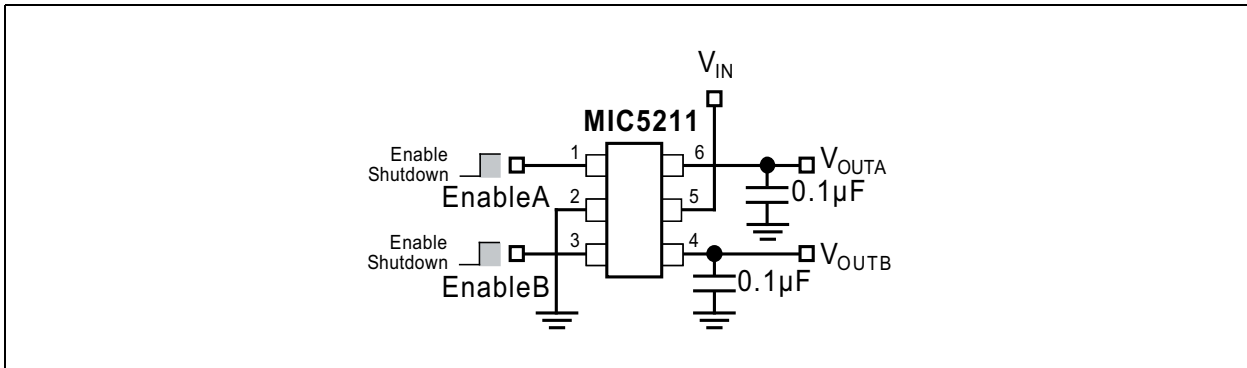 V_IN
MIC5211
Enable
Shutdown
EnableA
1
6
V_OUTA
0.1µF
2
5
Enable
Shutdown
EnableB
3
4
V_OUTB
0.1µF